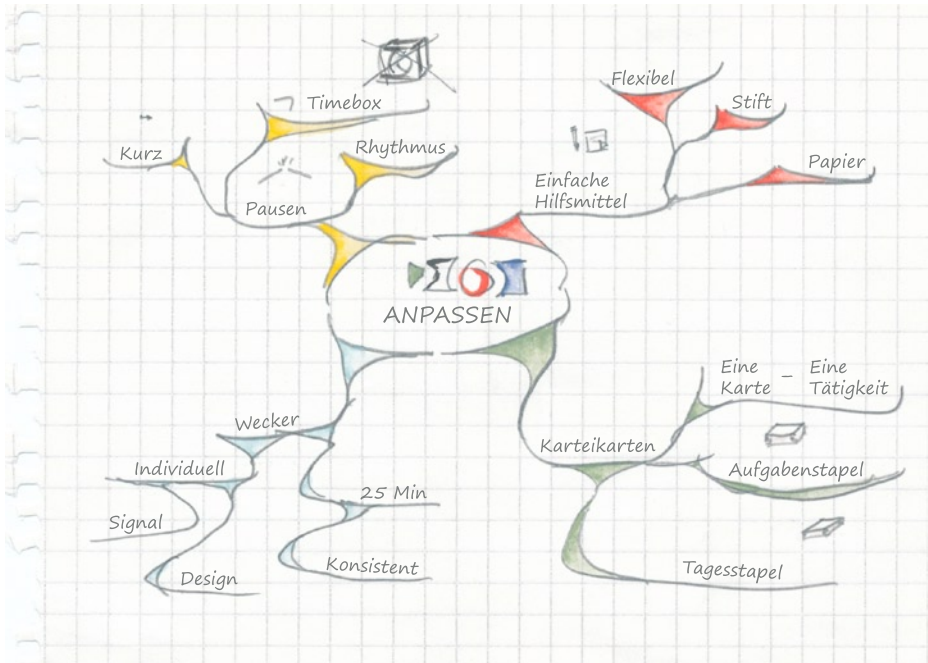 Timebox
Kurz
Rhythmus
Pausen
Flexibel
Stift
Papier
Einfache
Hilfsmittel
ANPASSEN
Wecker
Individuell
Signal
Design
25 Min
Konsistent
Karteikarten
Eine Karte – Eine Tätigkeit
Aufgabenstapel
Tagesstapel